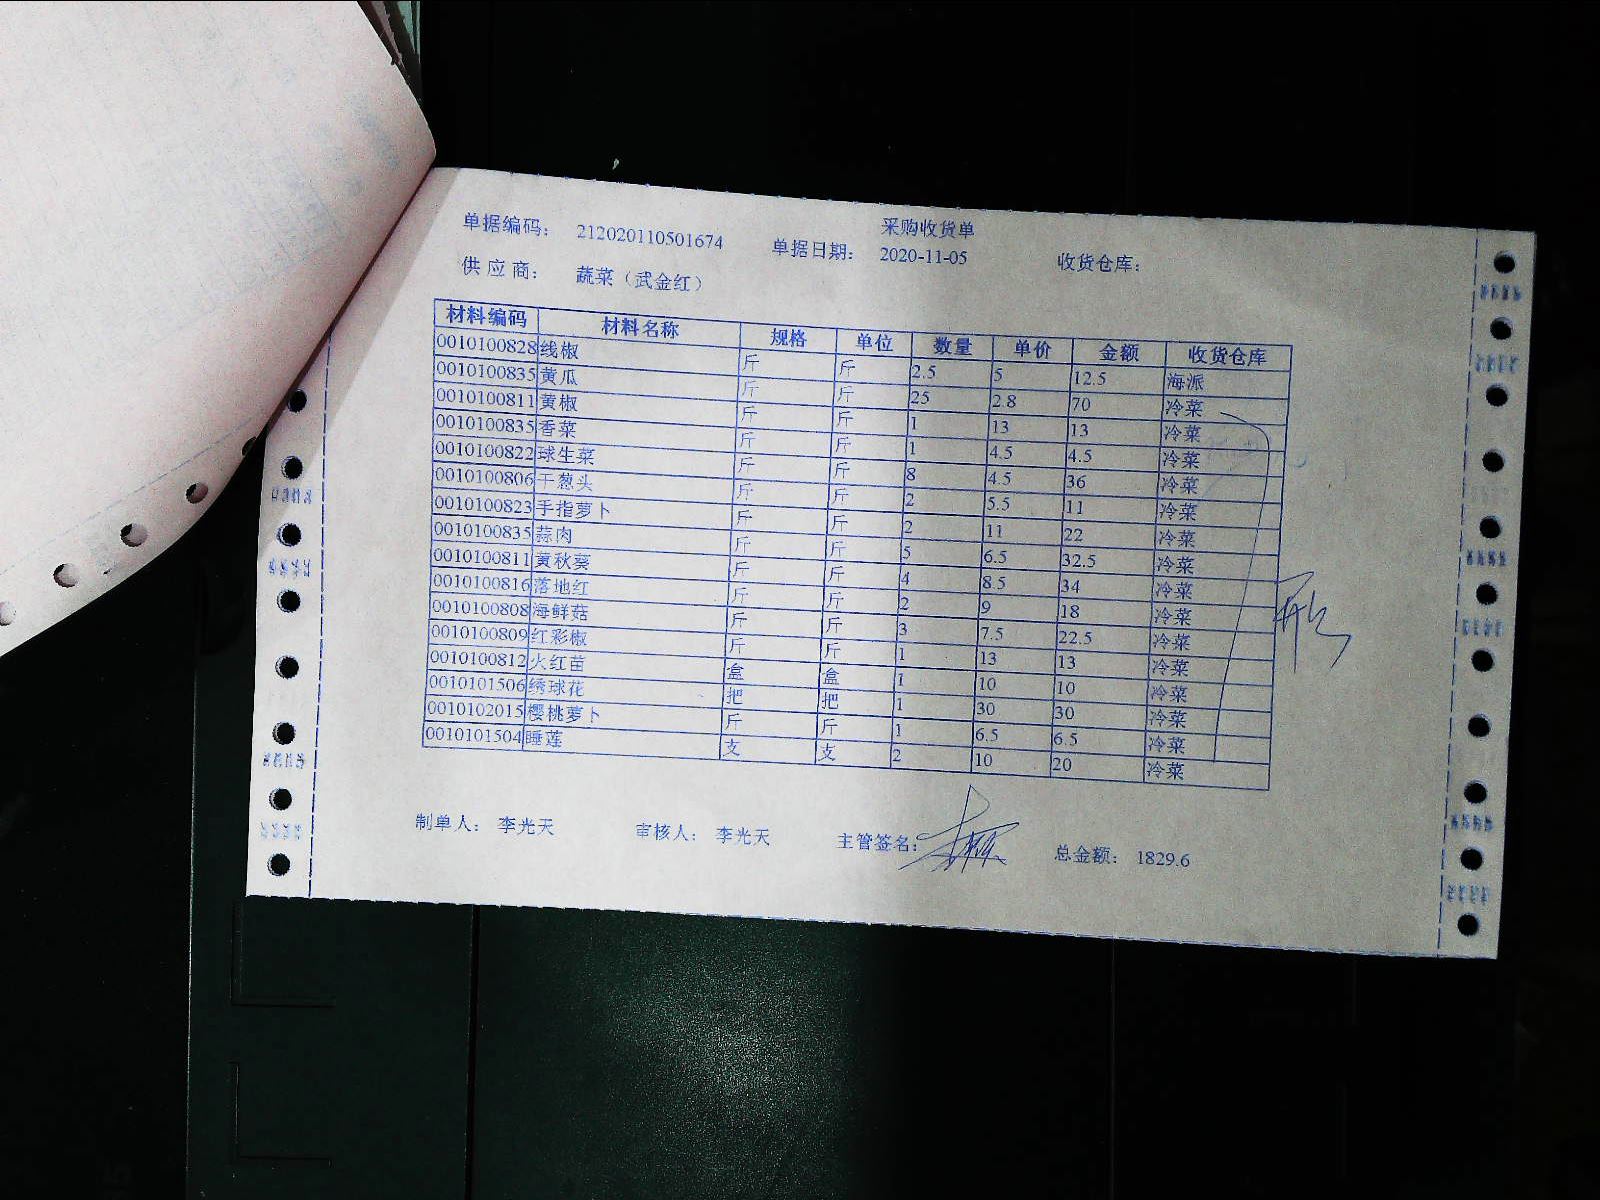 采购收货单
单据编码： 212020110501674 单据日期： 2020-11-05 收货仓库：
供应商： 蔬菜（武金红）
材料编码 材料名称 规格 单位 数量 单价 金额 收货仓库
0010100828 线椒 斤 斤 2.5 5 12.5 海派
0010100835 黄瓜 斤 斤 25 2.8 70 冷菜
0010100811 黄椒 斤 斤 1 13 13 冷菜
0010100835 香菜 斤 斤 1 4.5 4.5 冷菜
0010100822 球生菜 斤 斤 8 4.5 36 冷菜
0010100806 干葱头 斤 斤 2 5.5 11 冷菜
0010100823 手指萝卜 斤 斤 2 11 22 冷菜
0010100835 蒜肉 斤 斤 5 6.5 32.5 冷菜
0010100811 黄秋葵 斤 斤 4 8.5 34 冷菜
0010100816 落地红 斤 斤 2 9 18 冷菜
0010100808 海鲜菇 斤 斤 3 7.5 22.5 冷菜
0010100809 红彩椒 斤 斤 1 13 13 冷菜
0010100812 火红苗 盒 盒 1 10 10 冷菜
0010101506 绣球花 把 把 1 30 30 冷菜
0010102015 樱桃萝卜 斤 斤 1 6.5 6.5 冷菜
0010101504 睡莲 支 支 2 10 20 冷菜
制单人： 李光天 审核人： 李光天 主管签名： 总金额： 1829.6